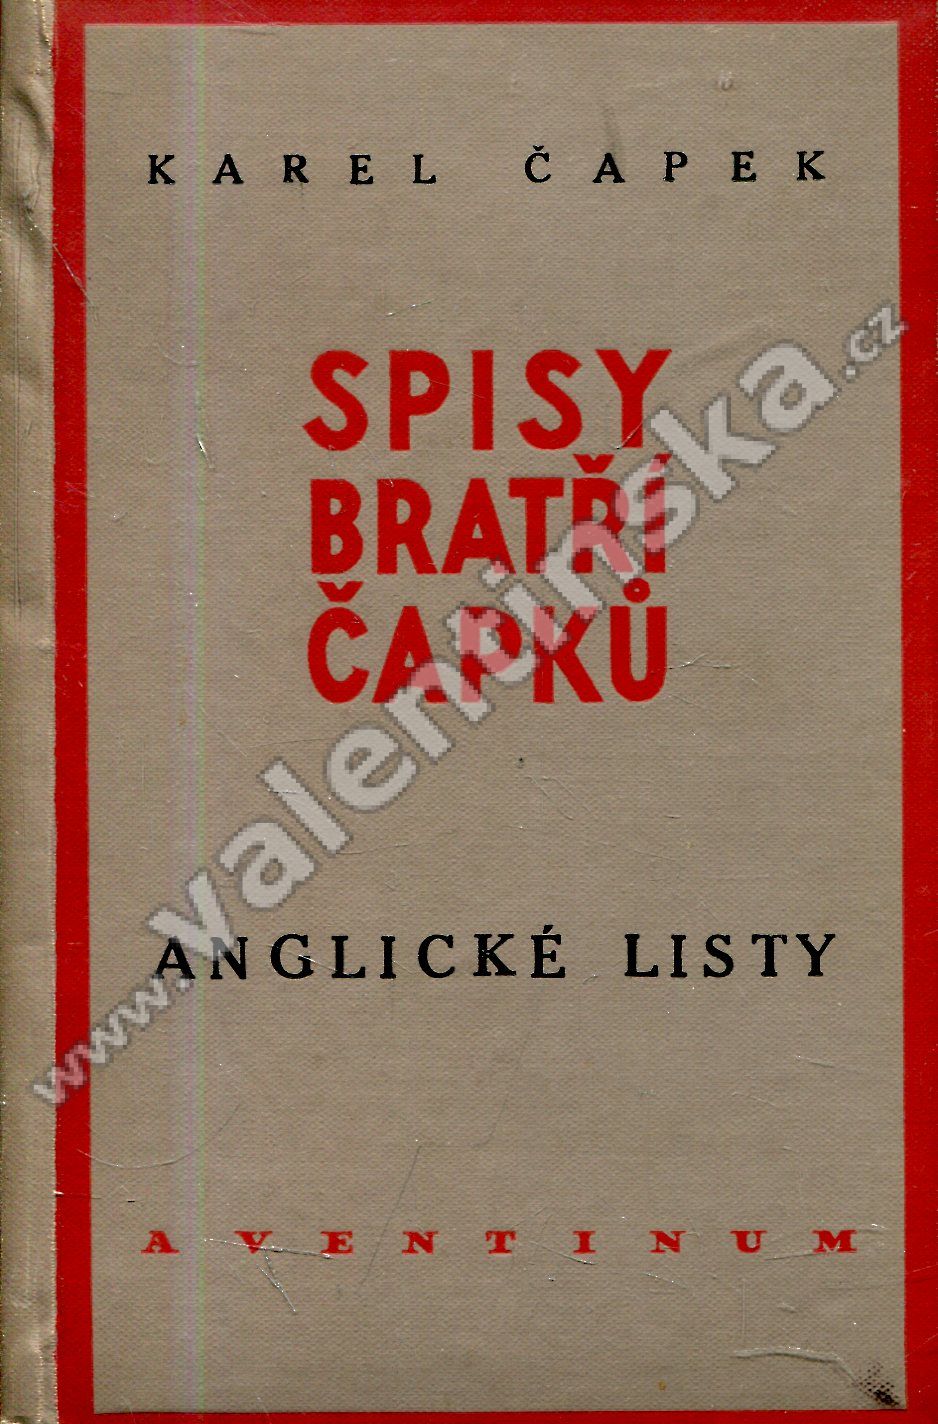 KAREL ČAPEK
SPISY
BRATŘÍ
ČAPKŮ
www.valentinska.cz
ANGLICKÉ LISTY
AVENTINUM